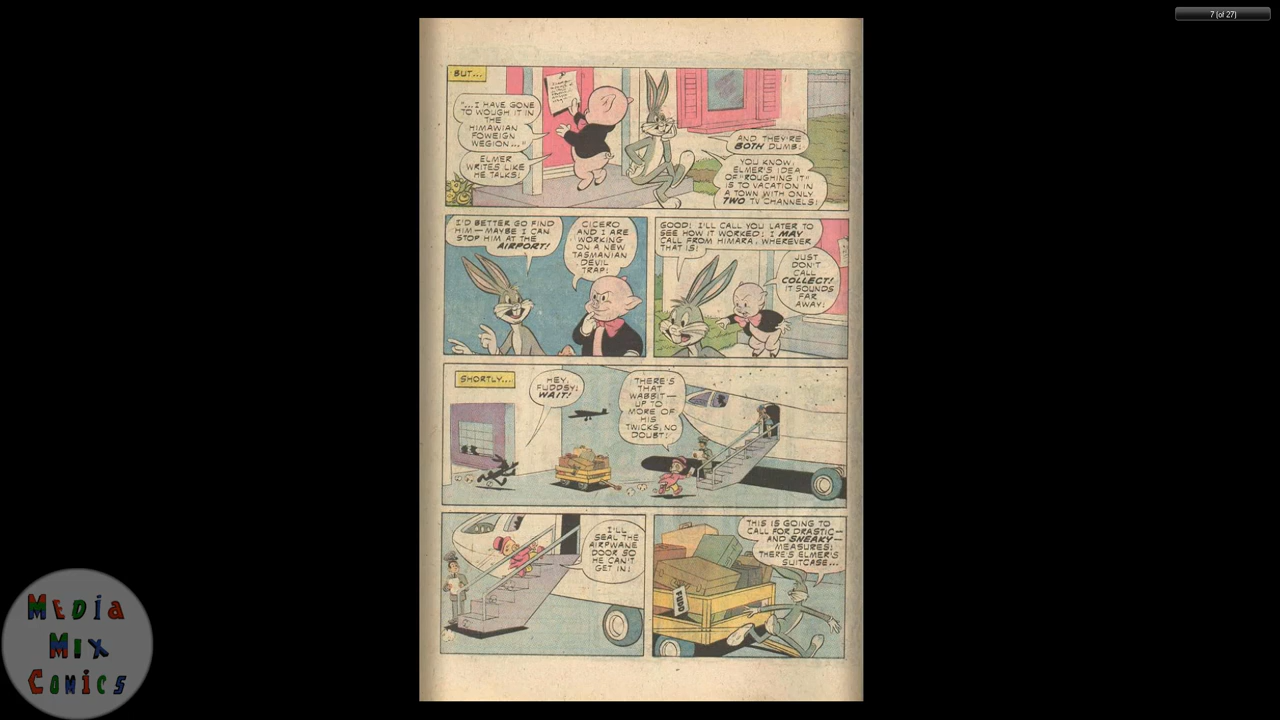 7 (of 27)
BUT...
"...I HAVE GONE
TO WOUGH IT IN
THE
HIMAWIAN
FOWEIGN
WEGION..."
ELMER
WRITES LIKE
HE TALKS!
AND THEY'RE
BOTH DUMB!
YOU KNOW,
ELMER'S IDEA
OF "ROUGHING IT"
IS TO VACATION IN
A TOWN WITH ONLY
TWO TV CHANNELS!
I'D BETTER GO FIND
HIM—MAYBE I CAN
STOP HIM AT THE
AIRPORT!
CICERO
AND I ARE
WORKING
ON A NEW
TASMANIAN
DEVIL
TRAP!
GOOD! I'LL CALL YOU LATER TO
SEE HOW IT WORKED! I MAY
CALL FROM HIMARA, WHEREVER
THAT IS!
JUST
DON'T
CALL
COLLECT!
IT SOUNDS
FAR
AWAY!
SHORTLY...
HEY,
FUDDSY!
WAIT!
THERE'S
THAT
WABBIT—
UP TO
MORE OF
HIS
TWICKS, NO
DOUBT!
I'LL
SEAL THE
AIRPWANE
DOOR SO
HE CAN'T
GET IN!
THIS IS GOING TO
CALL FOR DRASTIC—
AND SNEAKY—
MEASURES!
THERE'S ELMER'S
SUITCASE...
FUDD
MEDIA
MIX
COMICS